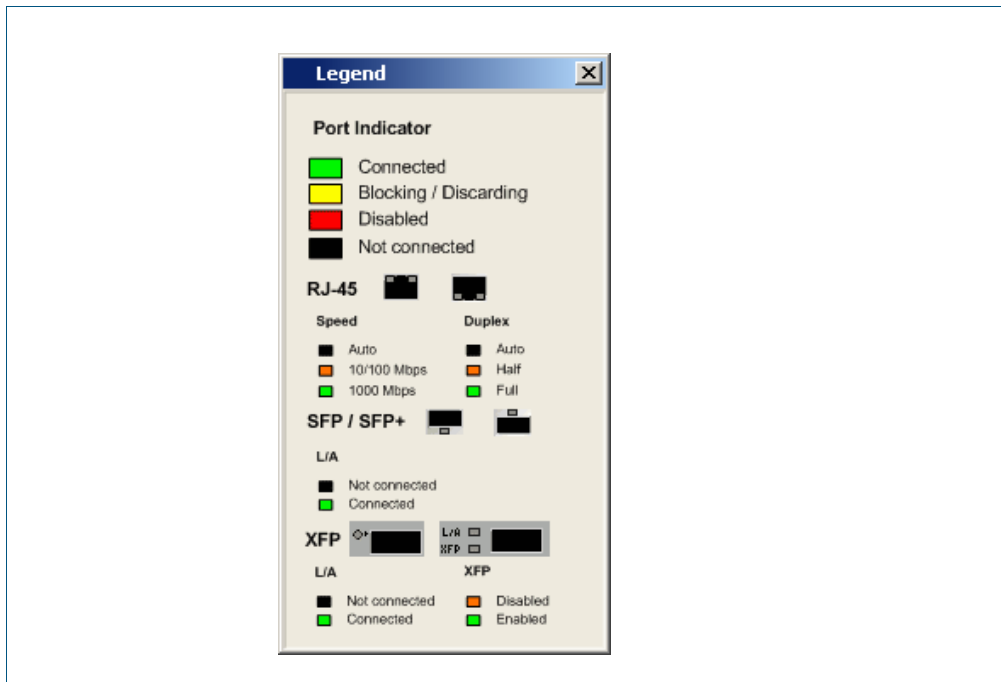 Legend
Port Indicator
Connected
Blocking / Discarding
Disabled
Not connected
RJ-45
Speed Duplex
Auto Auto
10/100 Mbps Half
1000 Mbps Full
SFP / SFP+
L/A
Not connected
Connected
XFP L/A
XFP
L/A XFP
Not connected Disabled
Connected Enabled